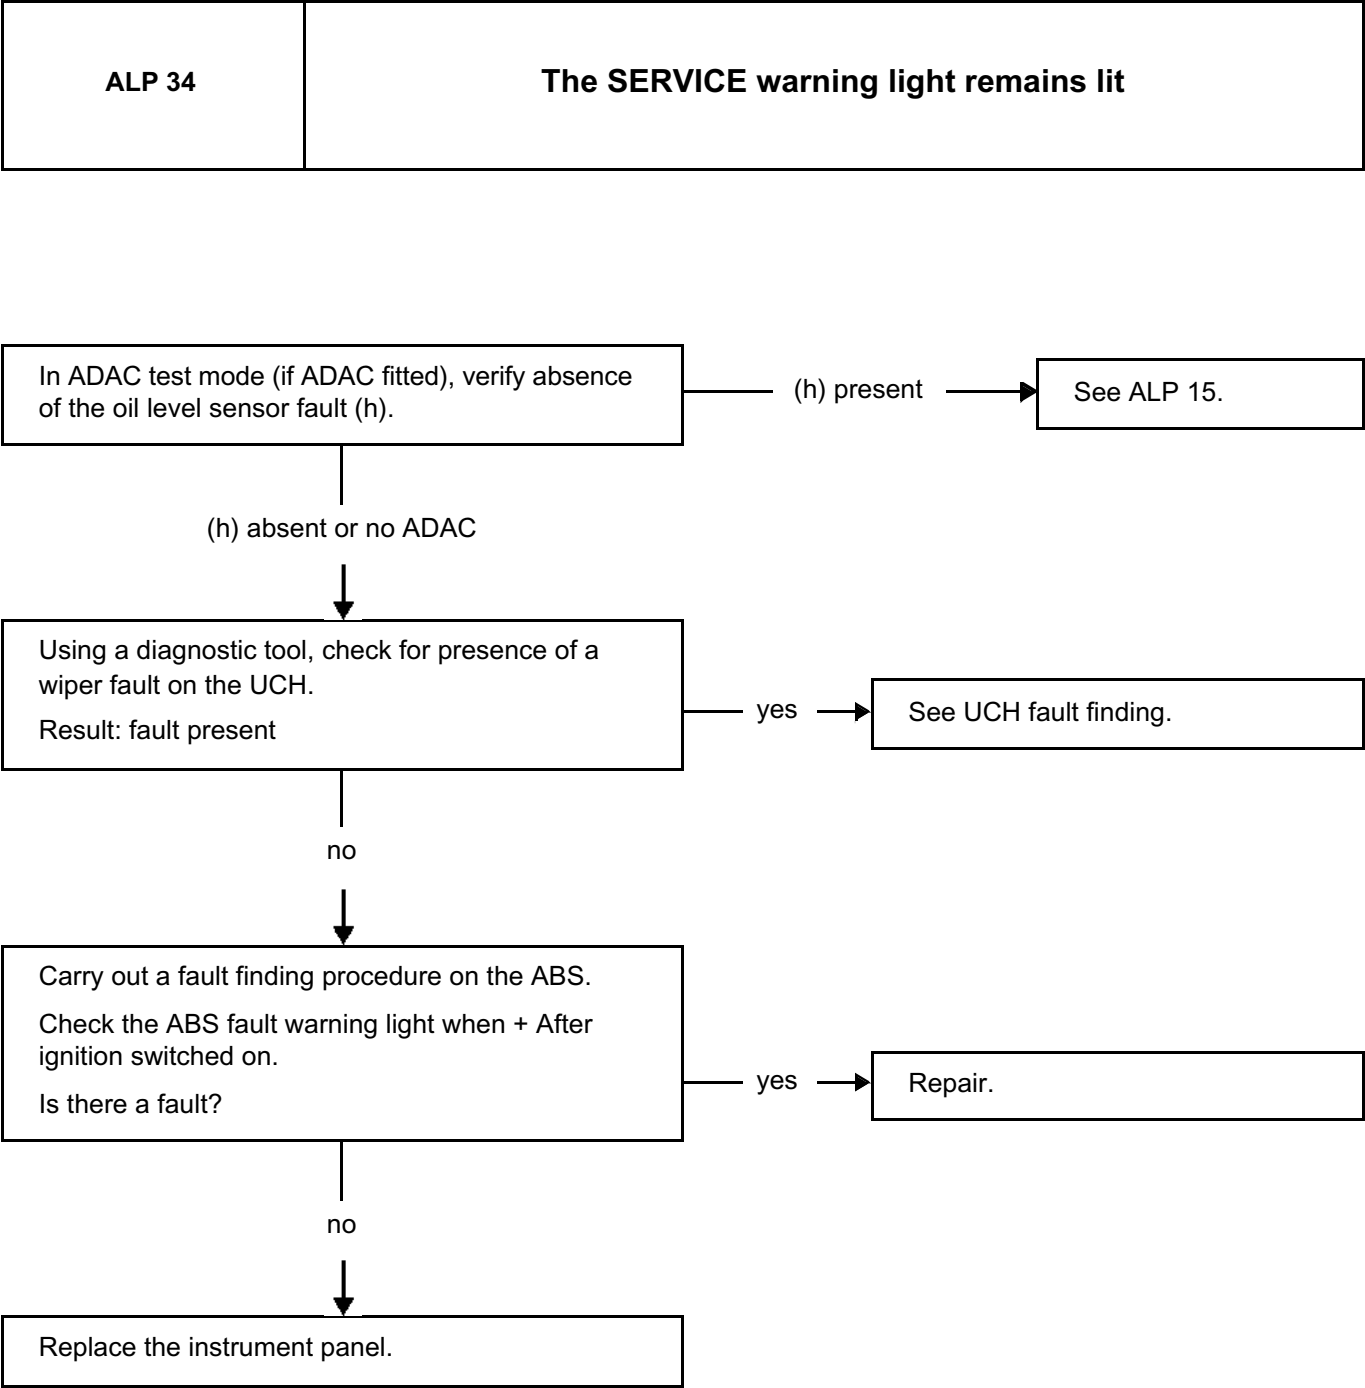 ALP 34
The SERVICE warning light remains lit
In ADAC test mode (if ADAC fitted), verify absence
of the oil level sensor fault (h).
(h) present
See ALP 15.
(h) absent or no ADAC
Using a diagnostic tool, check for presence of a
wiper fault on the UCH.
Result: fault present
yes
See UCH fault finding.
no
Carry out a fault finding procedure on the ABS.
Check the ABS fault warning light when + After
ignition switched on.
Is there a fault?
yes
Repair.
no
Replace the instrument panel.